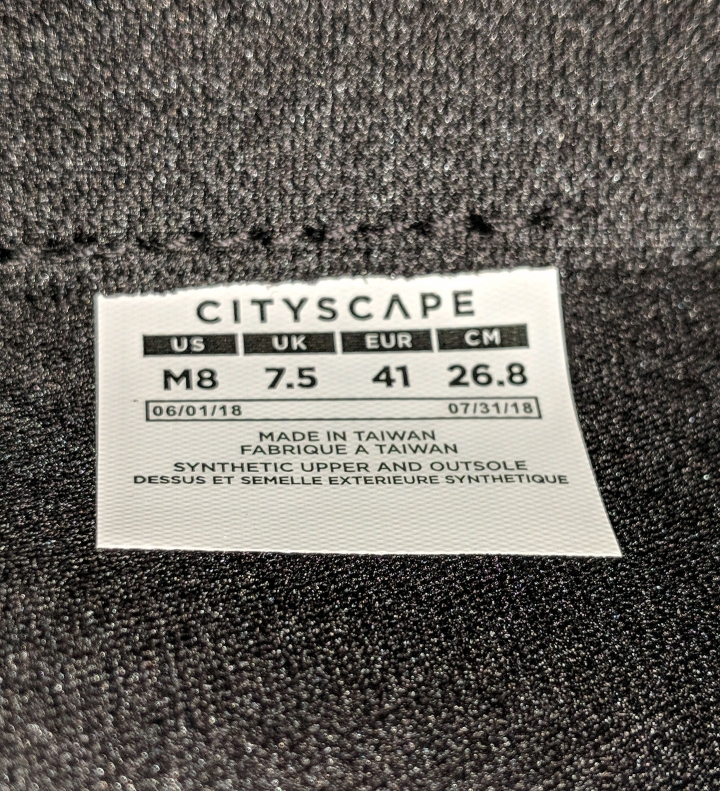 CITYSCAPE
US UK EUR CM
M8 7.5 41 26.8
06/01/18 07/31/18
MADE IN TAIWAN
FABRIQUE A TAIWAN
SYNTHETIC UPPER AND OUTSOLE
DESSUS ET SEMELLE EXTERIEURE SYNTHETIQUE